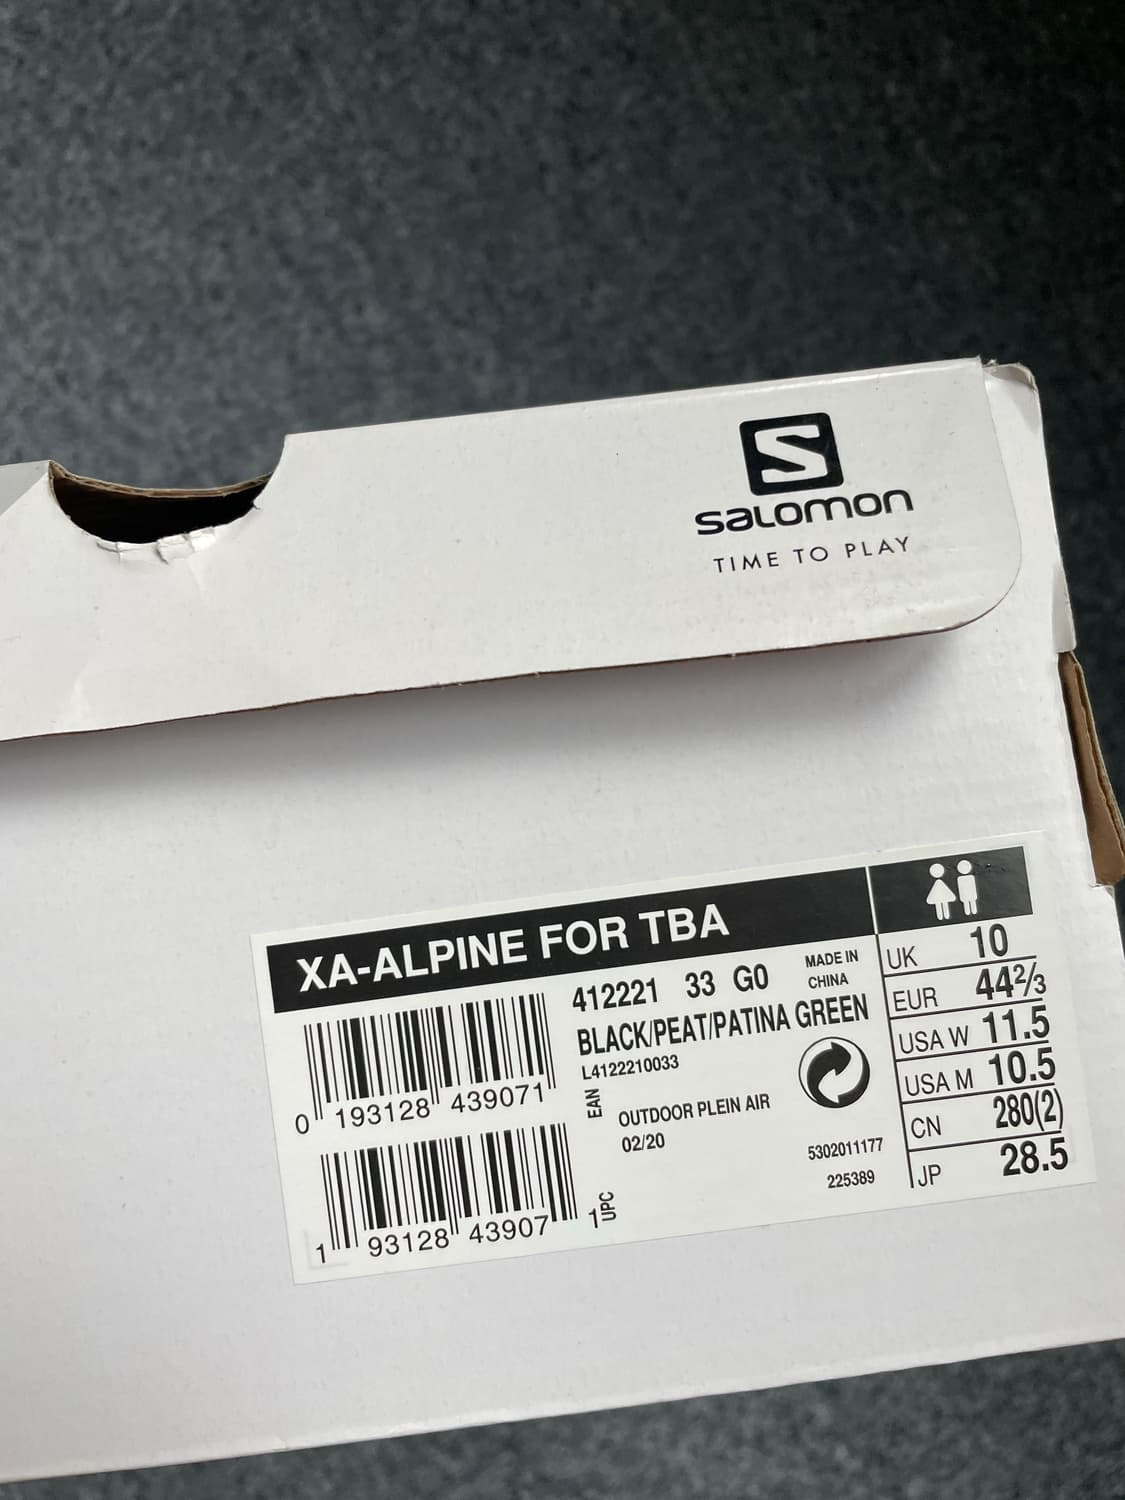 S
salomon
TIME TO PLAY
XA-ALPINE FOR TBA
412221 33 G0
MADE IN
CHINA
BLACK/PEAT/PATINA GREEN
L4122210033
EAN
OUTDOOR PLEIN AIR
02/20
5302011177
225389
0 193128 439071
1 93128 43907 1
UPC
UK 10
EUR 44⅔
USA W 11.5
USA M 10.5
CN 280(2)
JP 28.5